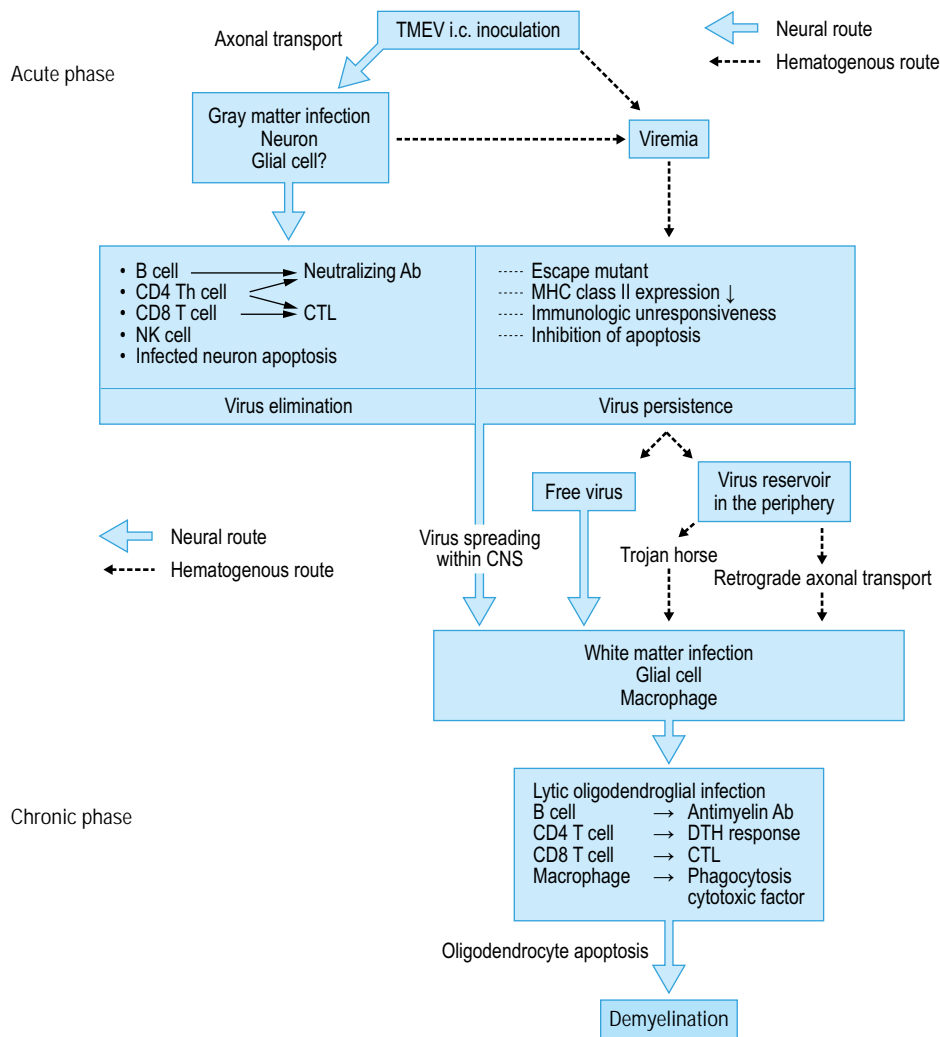 TMEV i.c. inoculation
Axonal transport
Neural route
Hematogenous route
Acute phase
Gray matter infection
Neuron
Glial cell?
Viremia
• B cell
• CD4 Th cell
• CD8 T cell
• NK cell
• Infected neuron apoptosis
Neutralizing Ab
CTL
Escape mutant
MHC class II expression ↓
Immunologic unresponsiveness
Inhibition of apoptosis
Virus elimination
Virus persistence
Free virus
Virus reservoir
in the periphery
Neural route
Hematogenous route
Virus spreading
within CNS
Trojan horse
Retrograde axonal transport
White matter infection
Glial cell
Macrophage
Chronic phase
Lytic oligodendroglial infection
B cell → Antimyelin Ab
CD4 T cell → DTH response
CD8 T cell → CTL
Macrophage → Phagocytosis
cytotoxic factor
Oligodendrocyte apoptosis
Demyelination